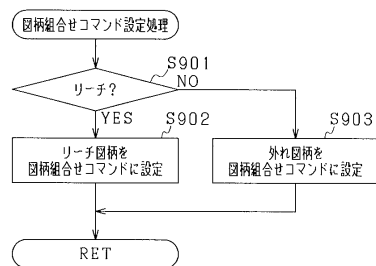 図柄組合せコマンド設定処理
S901
リーチ?
NO
YES
S902
S903
リーチ図柄を
図柄組合せコマンドに設定
外れ図柄を
図柄組合せコマンドに設定
RET